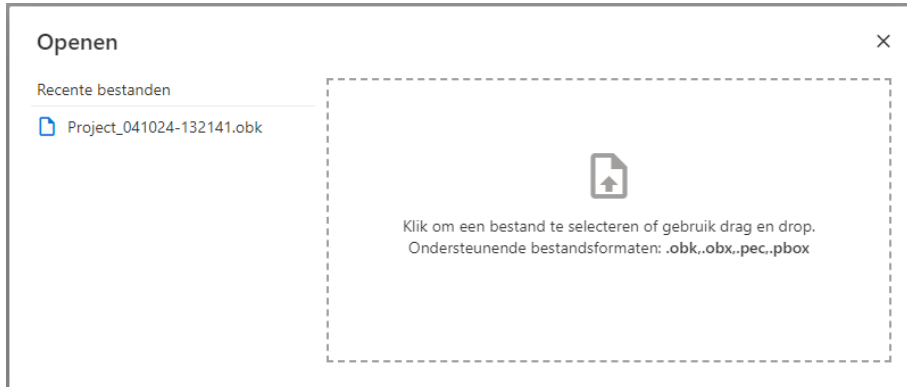 Openen
Recente bestanden
Project_041024-132141.obk
Klik om een bestand te selecteren of gebruik drag en drop.
Ondersteunende bestandsformaten: .obk,.obx,.pec,.pbox